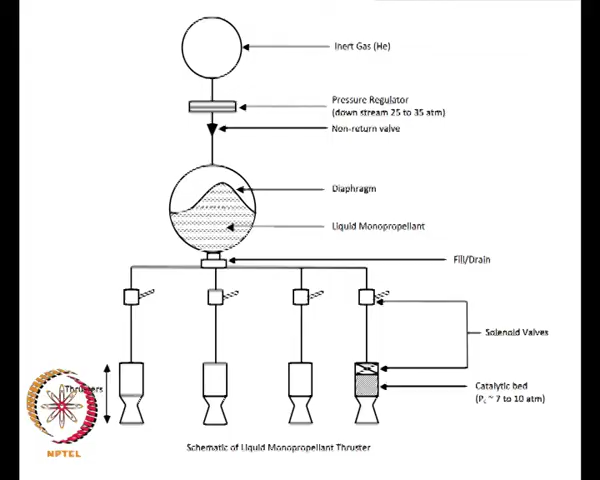 Inert Gas (He)
Pressure Regulator
(down stream 25 to 35 atm)
Non-return valve
Diaphragm
Liquid Monopropellant
Fill/Drain
Solenoid Valves
Thrusters
Catalytic bed
(Pc ~ 7 to 10 atm)
Schematic of Liquid Monopropellant Thruster
NPTEL